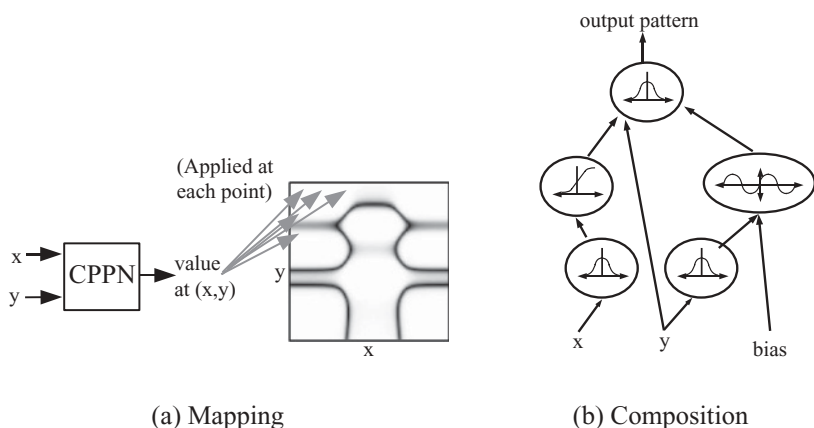 output pattern
(Applied at
each point)
x
CPPN
value
at (x,y)
y
y
x
x
y
bias
(a) Mapping
(b) Composition